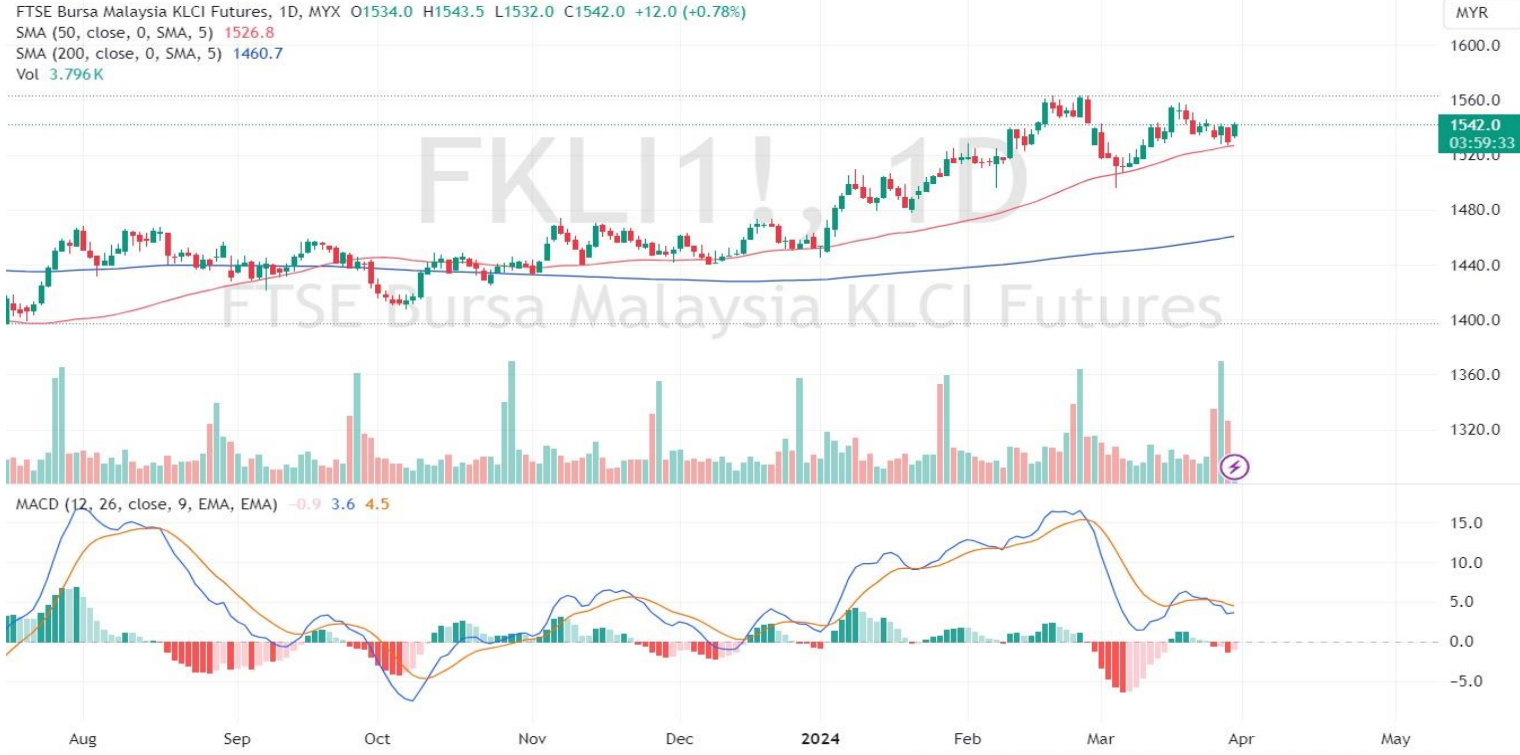 FTSE Bursa Malaysia KLCI Futures, 1D, MYX O1534.0 H1543.5 L1532.0 C1542.0 +12.0 (+0.78%)
MYR
SMA (50, close, 0, SMA, 5) 1526.8
SMA (200, close, 0, SMA, 5) 1460.7
Vol 3.796K
1600.0
1560.0
1542.0
03:59:33
1520.0
FKLI1!, 1D
1480.0
1440.0
FTSE Bursa Malaysia KLCI Futures
1400.0
1360.0
1320.0
MACD (12, 26, close, 9, EMA, EMA) −0.9 3.6 4.5
15.0
10.0
5.0
0.0
−5.0
Aug Sep Oct Nov Dec 2024 Feb Mar Apr May